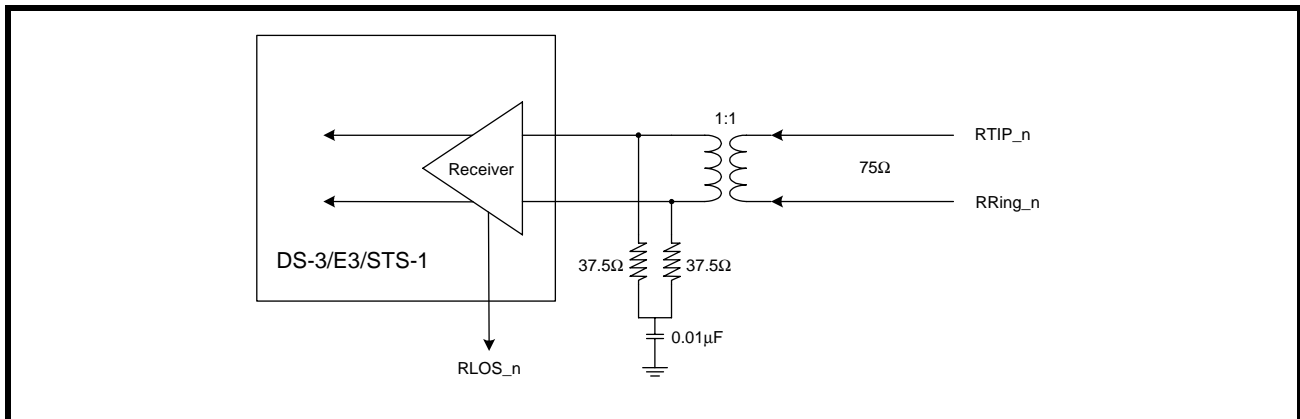 1:1
RTIP_n
Receiver
75Ω
RRing_n
DS-3/E3/STS-1
37.5Ω
37.5Ω
0.01μF
RLOS_n